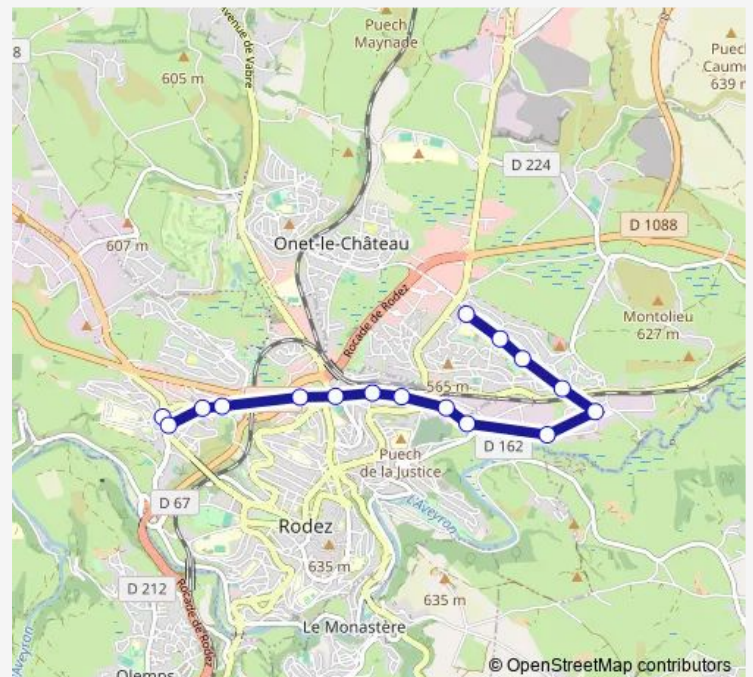 Puech
Maynade
Avenue de Vabre
8
605 m
639
D 224
D 1088
607 m
Onet-le-Château
Rocade de Rodez
Montolieu
627 m
565 m
Puech
de la Justice
D 162
D 67
L'Aveyron
Rodez
635 m
D 212
Rocade de Rodez
635 m
Le Monastère
Aveyron
Olemps
© OpenStreetMap contributors